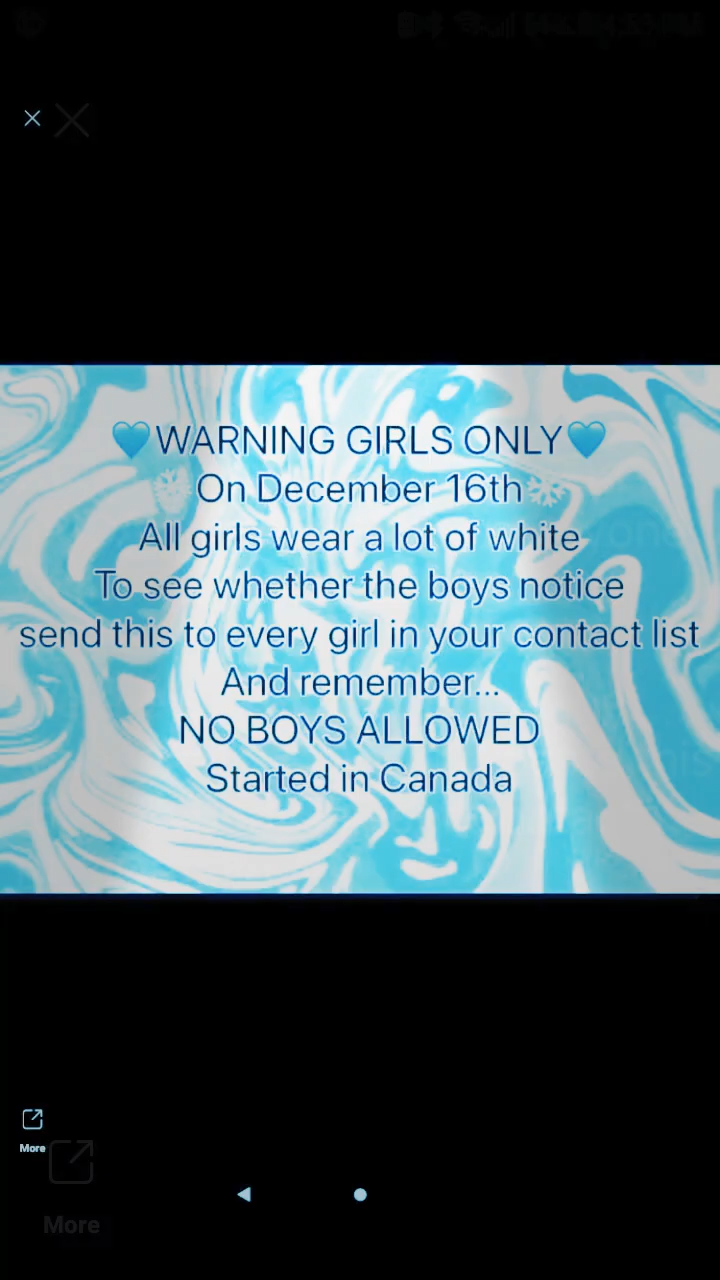 💙WARNING GIRLS ONLY💙
❄On December 16th❄
All girls wear a lot of white
To see whether the boys notice
send this to every girl in your contact list
And remember...
NO BOYS ALLOWED
Started in Canada
More
More